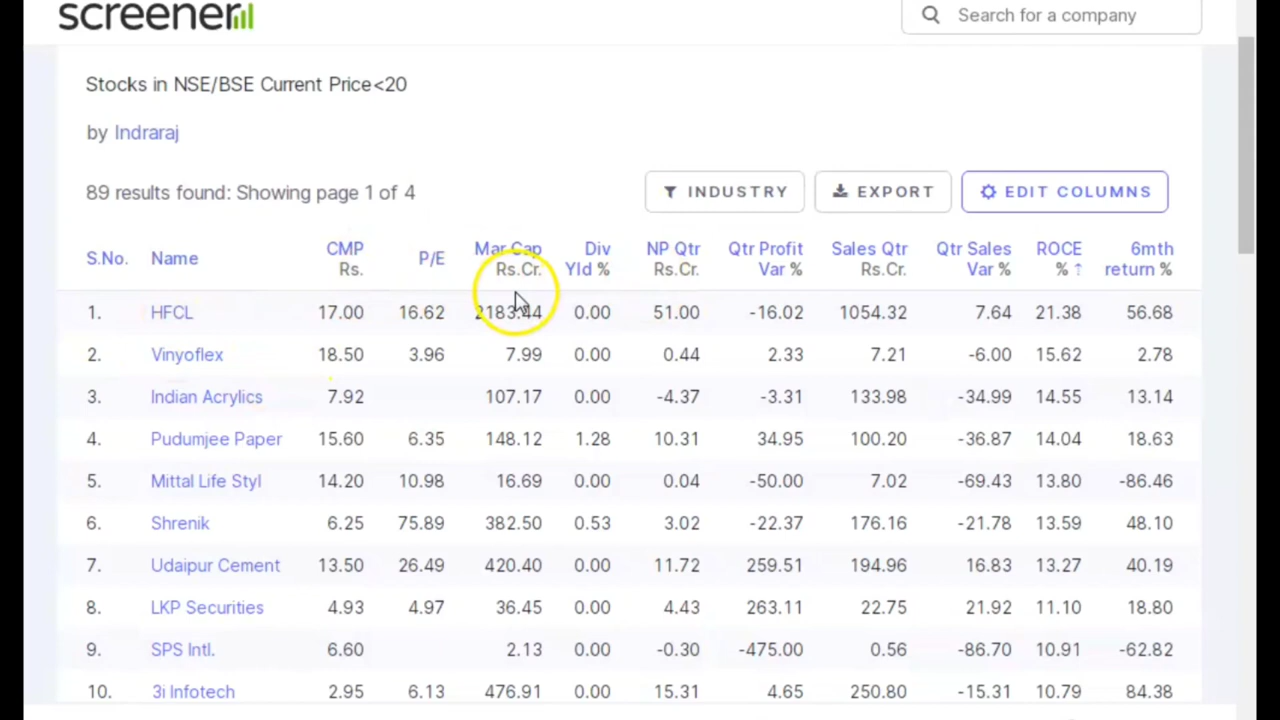 screener
Search for a company
Stocks in NSE/BSE Current Price<20
by Indraraj
89 results found: Showing page 1 of 4
INDUSTRY EXPORT EDIT COLUMNS
S.No. Name CMP Rs. P/E Mar Cap Rs.Cr. Div Yld % NP Qtr Rs.Cr. Qtr Profit Var % Sales Qtr Rs.Cr. Qtr Sales Var % ROCE % ↑ 6mth return %
1. HFCL 17.00 16.62 2183.44 0.00 51.00 -16.02 1054.32 7.64 21.38 56.68
2. Vinyoflex 18.50 3.96 7.99 0.00 0.44 2.33 7.21 -6.00 15.62 2.78
3. Indian Acrylics 7.92 107.17 0.00 -4.37 -3.31 133.98 -34.99 14.55 13.14
4. Pudumjee Paper 15.60 6.35 148.12 1.28 10.31 34.95 100.20 -36.87 14.04 18.63
5. Mittal Life Styl 14.20 10.98 16.69 0.00 0.04 -50.00 7.02 -69.43 13.80 -86.46
6. Shrenik 6.25 75.89 382.50 0.53 3.02 -22.37 176.16 -21.78 13.59 48.10
7. Udaipur Cement 13.50 26.49 420.40 0.00 11.72 259.51 194.96 16.83 13.27 40.19
8. LKP Securities 4.93 4.97 36.45 0.00 4.43 263.11 22.75 21.92 11.10 18.80
9. SPS Intl. 6.60 2.13 0.00 -0.30 -475.00 0.56 -86.70 10.91 -62.82
10. 3i Infotech 2.95 6.13 476.91 0.00 15.31 4.65 250.80 -15.31 10.79 84.38